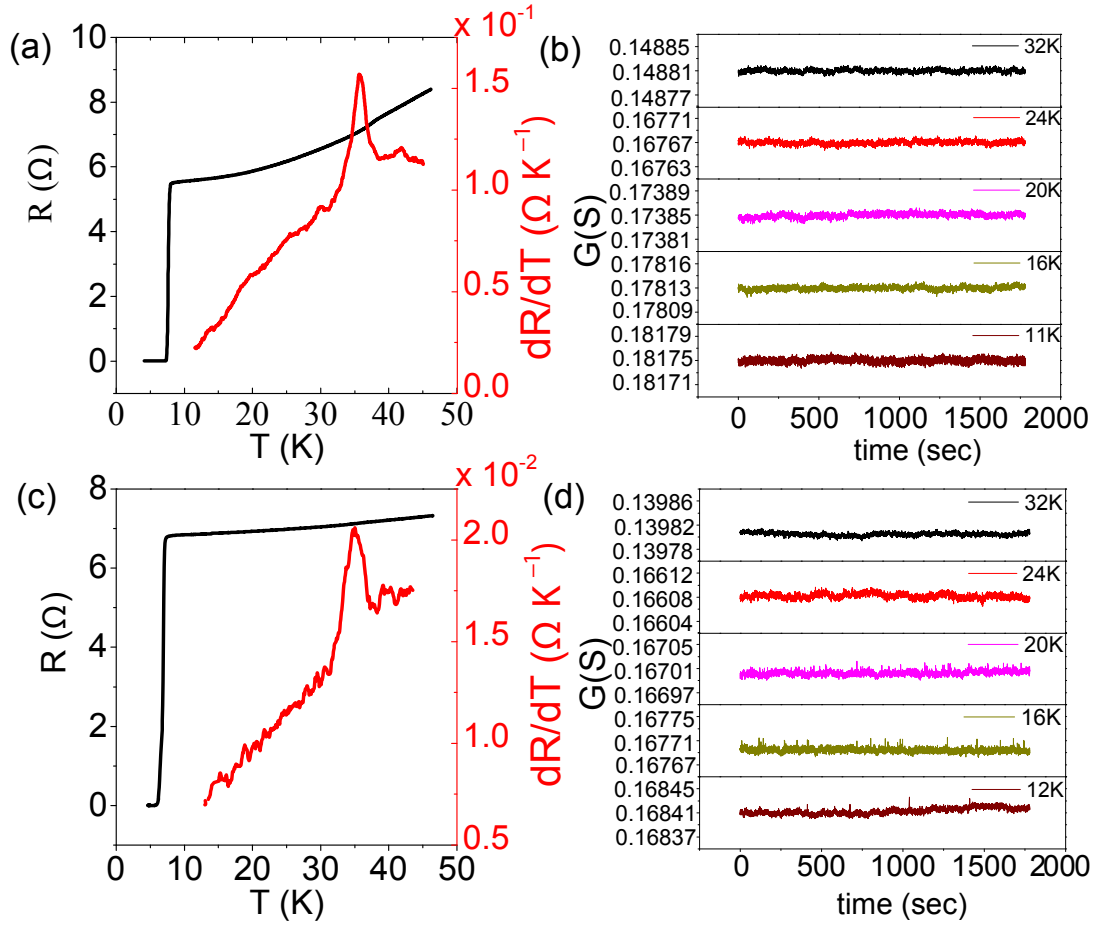 (a)
x 10⁻¹
10
8
6
4
2
0
R (Ω)
1.5
1.0
0.5
0.0
dR/dT (Ω K⁻¹)
0 10 20 30 40 50
T (K)
(b)
0.14885
0.14881
0.14877
32K
0.16771
0.16767
0.16763
24K
0.17389
0.17385
0.17381
20K
0.17816
0.17813
0.17809
16K
0.18179
0.18175
0.18171
11K
G(S)
0 500 1000 1500 2000
time (sec)
(c)
x 10⁻²
8
6
4
2
0
R (Ω)
2.0
1.5
1.0
0.5
dR/dT (Ω K⁻¹)
0 10 20 30 40 50
T (K)
(d)
0.13986
0.13982
0.13978
32K
0.16612
0.16608
0.16604
24K
0.16705
0.16701
0.16697
20K
0.16775
0.16771
0.16767
16K
0.16845
0.16841
0.16837
12K
G(S)
0 500 1000 1500 2000
time (sec)